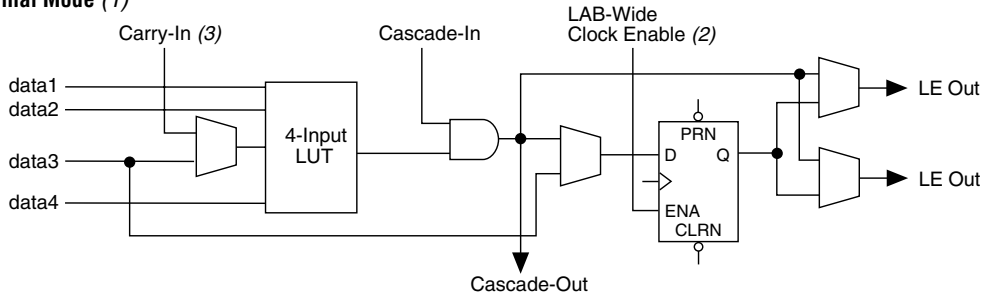 Mode (1)
Carry-In (3)
Cascade-In
LAB-Wide
Clock Enable (2)
data1
data2
data3
data4
4-Input
LUT
PRN
D
Q
ENA
CLRN
LE Out
LE Out
Cascade-Out